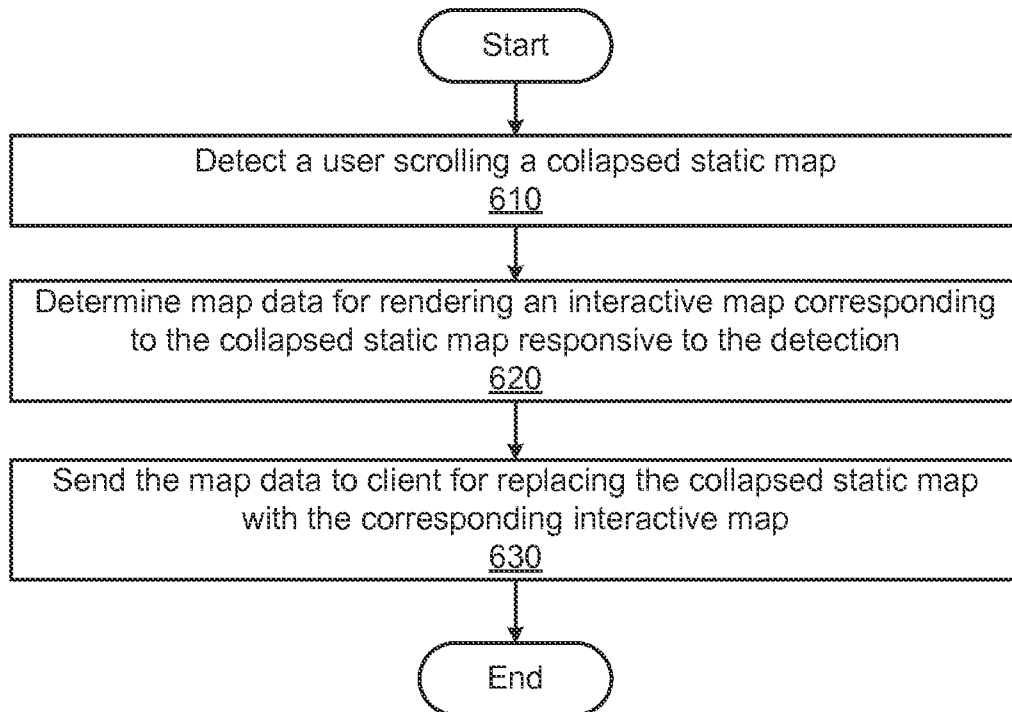 Start
Detect a user scrolling a collapsed static map
610
Determine map data for rendering an interactive map corresponding
to the collapsed static map responsive to the detection
620
Send the map data to client for replacing the collapsed static map
with the corresponding interactive map
630
End